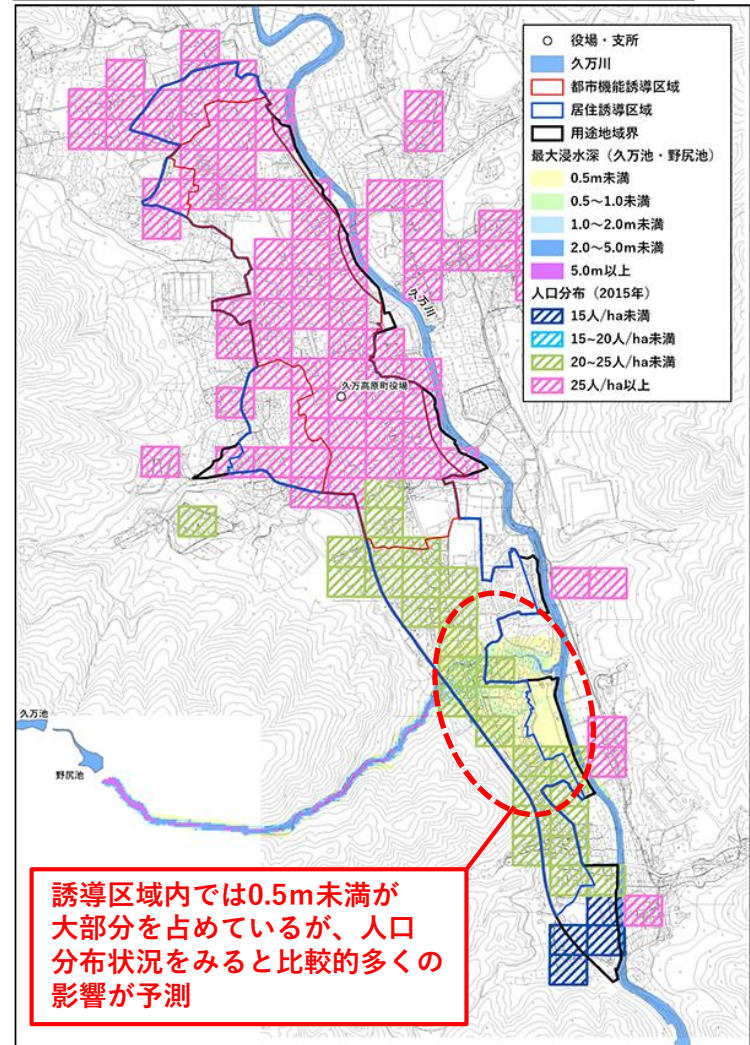 役場・支所
久万川
都市機能誘導区域
居住誘導区域
用途地域界
最大浸水深（久万池・野尻池）
0.5m未満
0.5～1.0未満
1.0～2.0m未満
2.0～5.0m未満
5.0m以上
人口分布（2015年）
15人/ha未満
15~20人/ha未満
20~25人/ha未満
25人/ha以上
久万川
久万高原町役場
久万池
野尻池
誘導区域内では0.5m未満が
大部分を占めているが、人口
分布状況をみると比較的多くの
影響が予測